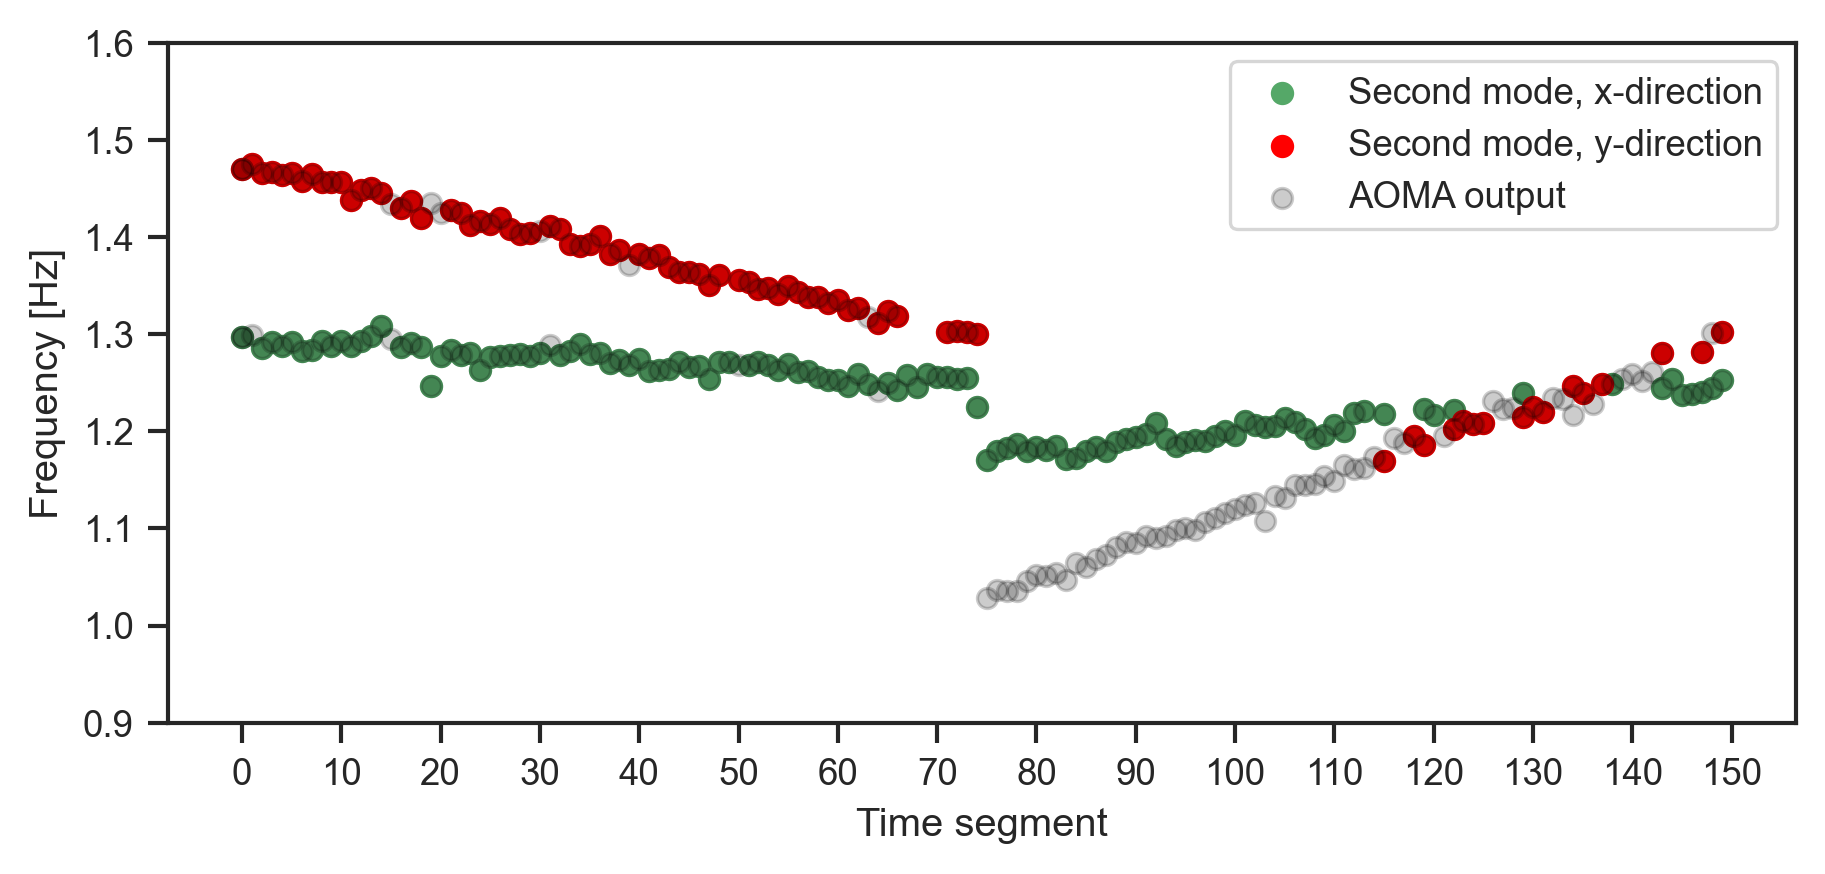 1.6
1.5
1.4
1.3
1.2
1.1
1.0
0.9
Frequency [Hz]
Second mode, x-direction
Second mode, y-direction
AOMA output
0 10 20 30 40 50 60 70 80 90 100 110 120 130 140 150
Time segment